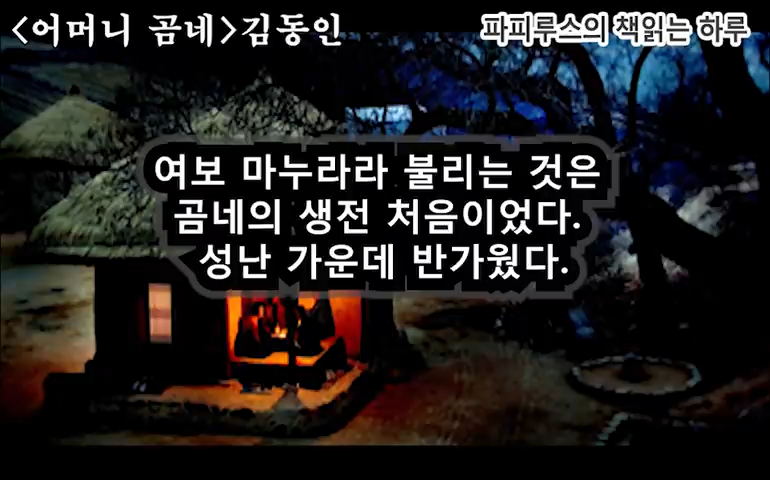 <어머니 곰네>김동인
파피루스의 책읽는 하루
여보 마누라라 불리는 것은
곰네의 생전 처음이었다.
성난 가운데 반가웠다.